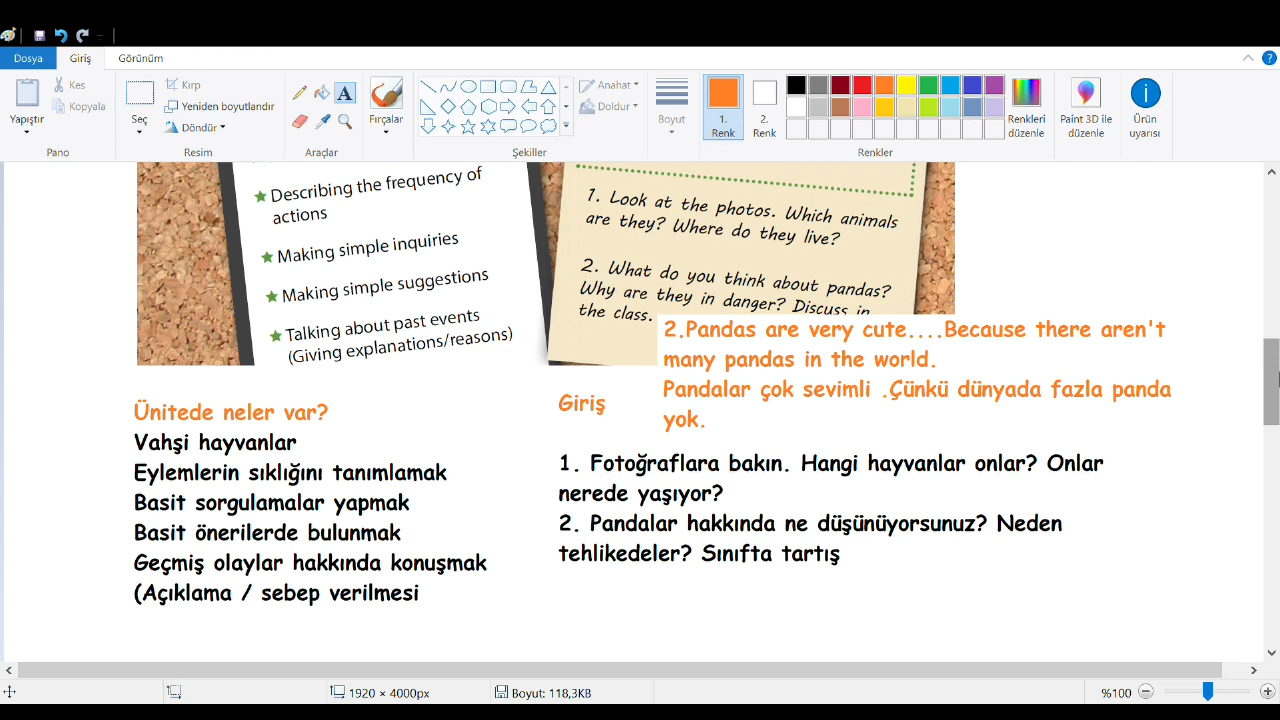 Dosya
Giriş
Görünüm
Yapıştır
Kes
Kopyala
Pano
Seç
Kırp
Yeniden boyutlandır
Döndür
Resim
A
Araçlar
Fırçalar
Şekiller
Anahat
Doldur
Boyut
1.
Renk
2.
Renk
Renkleri
düzenle
Renkler
Paint 3D ile
düzenle
Ürün
uyarısı
Describing the frequency of
actions
Making simple inquiries
Making simple suggestions
Talking about past events
(Giving explanations/reasons)
1. Look at the photos. Which animals
are they? Where do they live?
2. What do you think about pandas?
Why are they in danger? Discuss in
the class.
2.Pandas are very cute....Because there aren't
many pandas in the world.
Pandalar çok sevimli .Çünkü dünyada fazla panda
yok.
Ünitede neler var?
Vahşi hayvanlar
Eylemlerin sıklığını tanımlamak
Basit sorgulamalar yapmak
Basit önerilerde bulunmak
Geçmiş olaylar hakkında konuşmak
(Açıklama / sebep verilmesi
Giriş
1. Fotoğraflara bakın. Hangi hayvanlar onlar? Onlar
nerede yaşıyor?
2. Pandalar hakkında ne düşünüyorsunuz? Neden
tehlikedeler? Sınıfta tartış
1920 × 4000px
Boyut: 118,3KB
%100